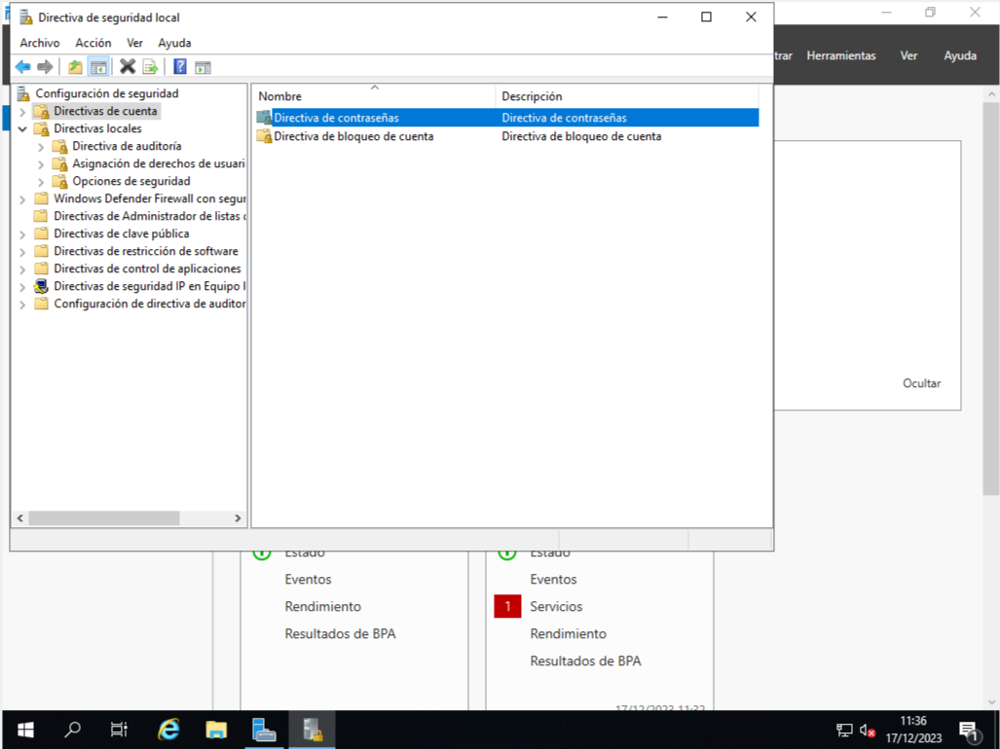 Directiva de seguridad local
Archivo Acción Ver Ayuda
Herramientas Ver Ayuda
Configuración de seguridad
Directivas de cuenta
Directivas locales
Directiva de auditoría
Asignación de derechos de usuari
Opciones de seguridad
Windows Defender Firewall con segur
Directivas de Administrador de listas
Directivas de clave pública
Directivas de restricción de software
Directivas de control de aplicaciones
Directivas de seguridad IP en Equipo l
Configuración de directiva de auditor
Nombre Descripción
Directiva de contraseñas Directiva de contraseñas
Directiva de bloqueo de cuenta Directiva de bloqueo de cuenta
Ocultar
Estado
Eventos
Rendimiento
Resultados de BPA
Estado
Eventos
1 Servicios
Rendimiento
Resultados de BPA
17/12/2023 11:32
11:36
17/12/2023
1